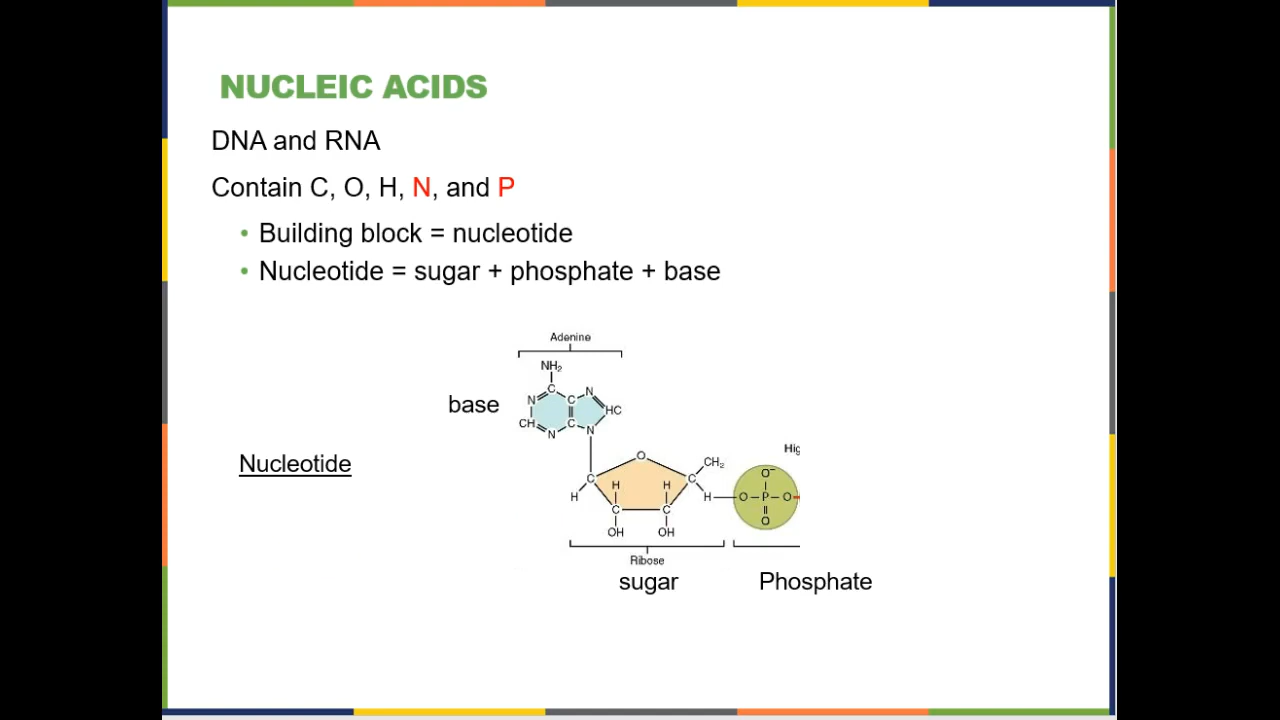 NUCLEIC ACIDS
DNA and RNA
Contain C, O, H, N, and P
• Building block = nucleotide
• Nucleotide = sugar + phosphate + base
Adenine
NH₂
base
N C C N HC
CH N C N
Nucleotide
O
CH₂
C H H C
H C C H
OH OH
Hig
O⁻
O–P–O
O
Ribose
sugar
Phosphate